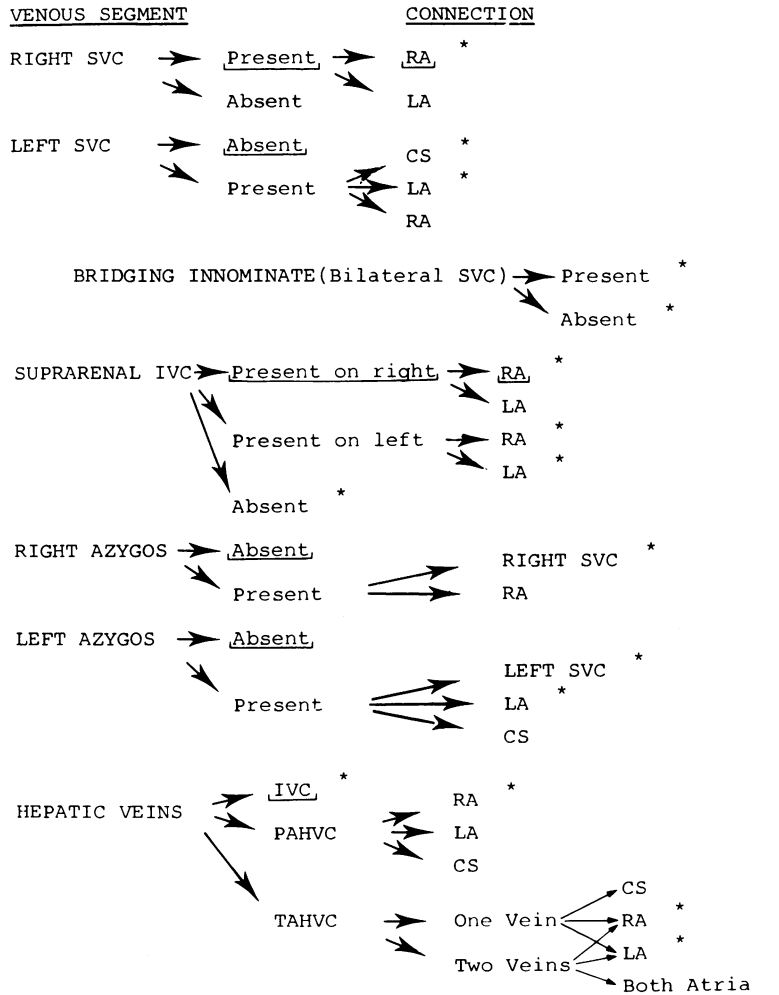 VENOUS SEGMENT CONNECTION
RIGHT SVC Present RA *
Absent LA
LEFT SVC Absent *
CS
Present LA *
RA
BRIDGING INNOMINATE(Bilateral SVC) Present *
Absent *
SUPRARENAL IVC Present on right RA *
LA
Present on left RA *
LA *
Absent *
RIGHT AZYGOS Absent
RIGHT SVC *
Present RA
LEFT AZYGOS Absent
LEFT SVC *
Present LA *
CS
IVC * RA *
HEPATIC VEINS
PAHVC LA
CS
CS
TAHVC One Vein RA *
LA *
Two Veins
Both Atria